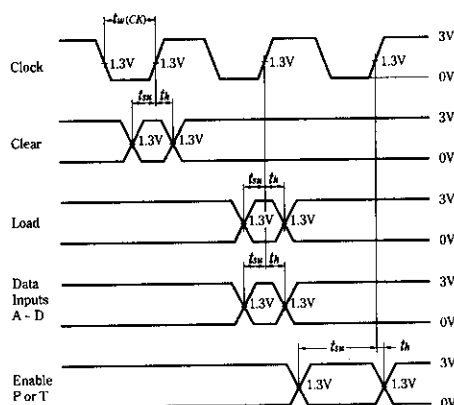 tw(CK)
3V
Clock
1.3V 1.3V 1.3V 1.3V
0V
tsu th
3V
Clear
1.3V 1.3V
0V
tsu th
3V
Load
1.3V 1.3V
0V
tsu th
3V
Data
Inputs
A ~ D
1.3V 1.3V
0V
tsu th
3V
Enable
P or T
1.3V 1.3V
0V